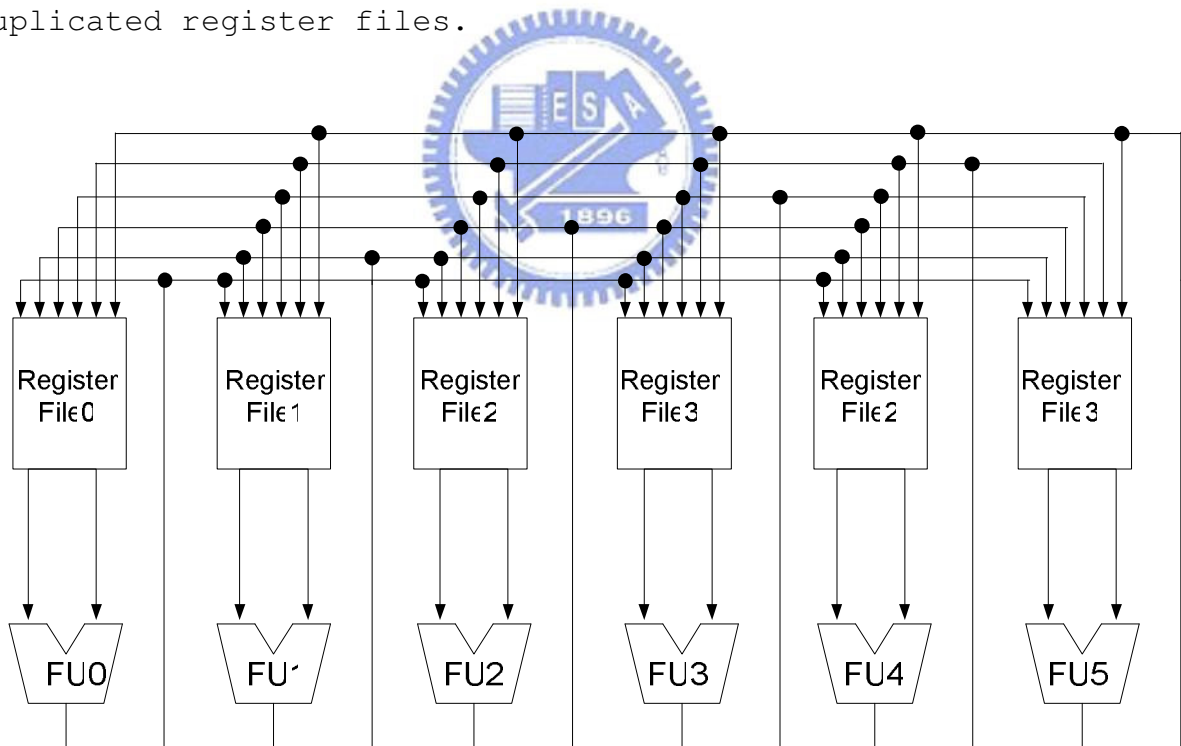 uplicated register files.
E S A
1896
Register Register Register Register Register Register
File0 File1 File2 File3 File2 File3
FU0 FU1 FU2 FU3 FU4 FU5